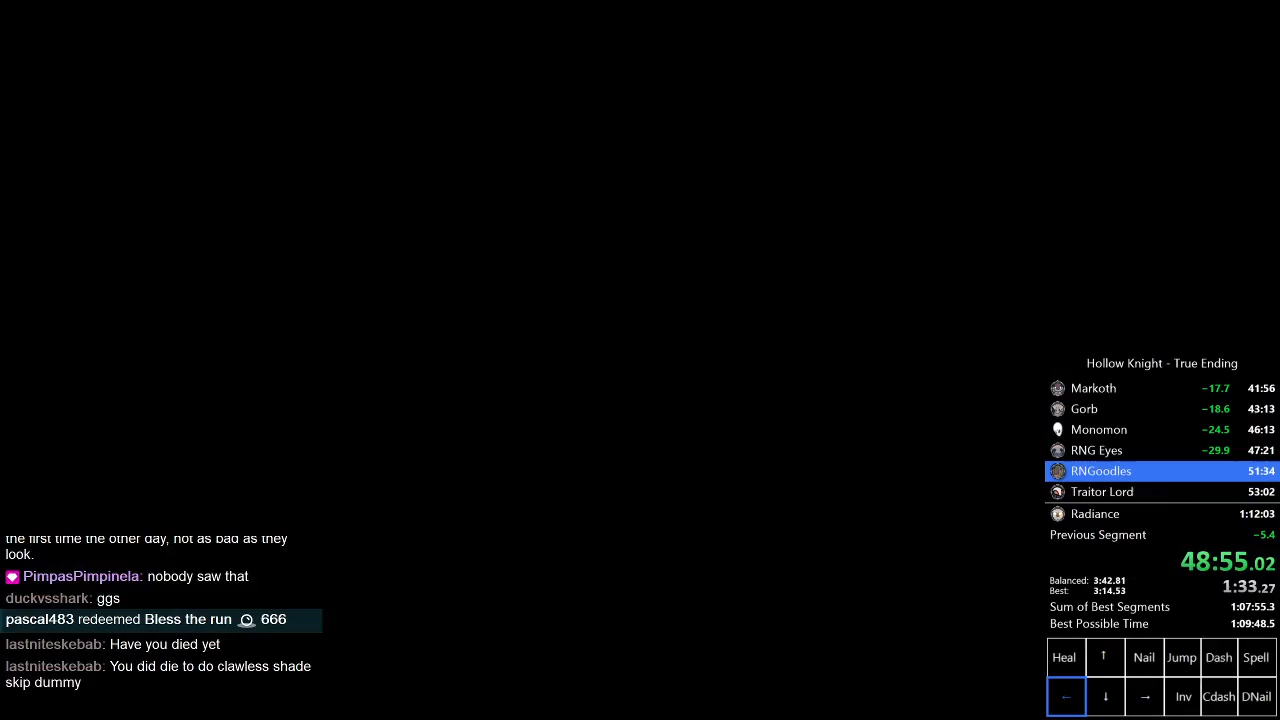 Hollow Knight - True Ending
Markoth −17.7 41:56
Gorb −18.6 43:13
Monomon −24.5 46:13
RNG Eyes −29.9 47:21
RNGoodles 51:34
Traitor Lord 53:02
Radiance 1:12:03
Previous Segment −5.4
48:55.02
Balanced: 3:42.81
Best: 3:14.53
1:33.27
Sum of Best Segments 1:07:55.3
Best Possible Time 1:09:48.5
Heal ↑ Nail Jump Dash Spell
← ↓ → Inv Cdash DNail
the first time the other day, not as bad as they
look.
PimpasPimpinela: nobody saw that
duckvsshark: ggs
pascal483 redeemed Bless the run 666
lastniteskebab: Have you died yet
lastniteskebab: You did die to do clawless shade
skip dummy